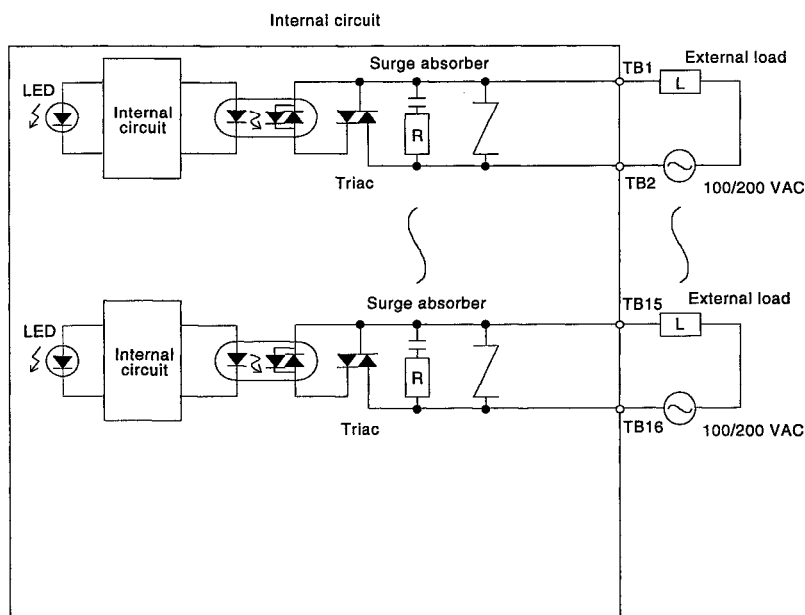 Internal circuit
Surge absorber
TB1
External load
LED
Internal
circuit
L
R
Triac
TB2
100/200 VAC
Surge absorber
TB15
External load
LED
Internal
circuit
L
R
Triac
TB16
100/200 VAC